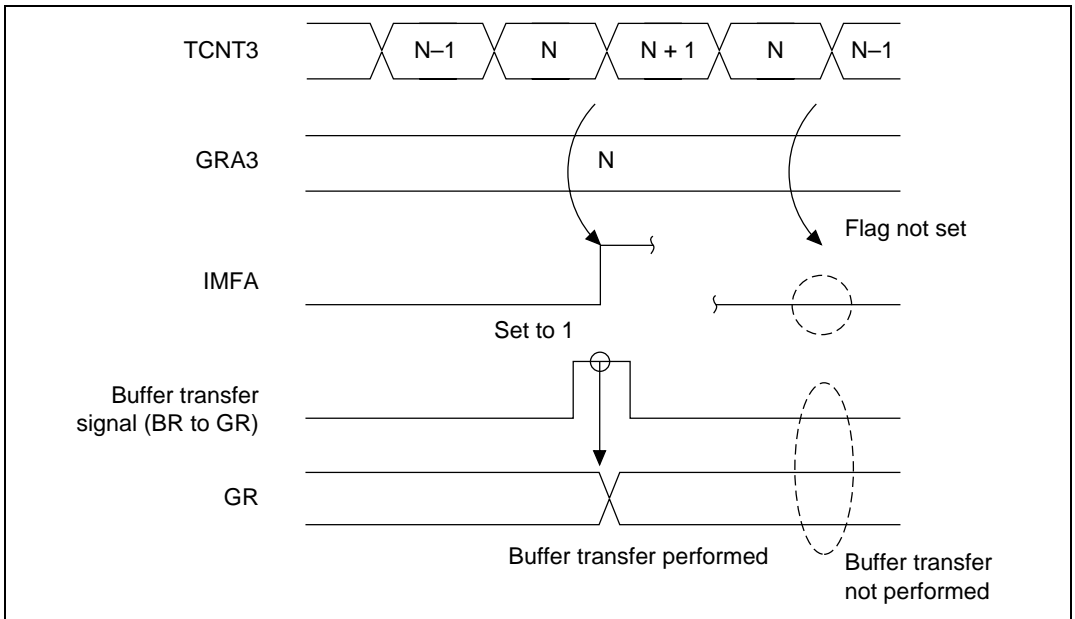 TCNT3
N–1
N
N + 1
N
N–1
GRA3
N
Flag not set
IMFA
Set to 1
Buffer transfer
signal (BR to GR)
GR
Buffer transfer performed
Buffer transfer
not performed